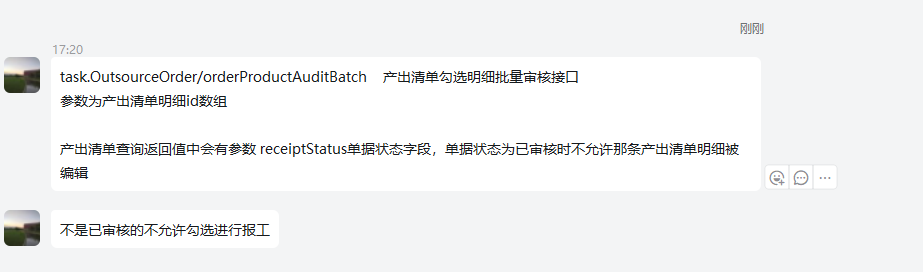 刚刚
17:20
task.OutsourceOrder/orderProductAuditBatch 产出清单勾选明细批量审核接口
参数为产出清单明细id数组
产出清单查询返回值中会有参数 receiptStatus单据状态字段，单据状态为已审核时不允许那条产出清单明细被
编辑
不是已审核的不允许勾选进行报工